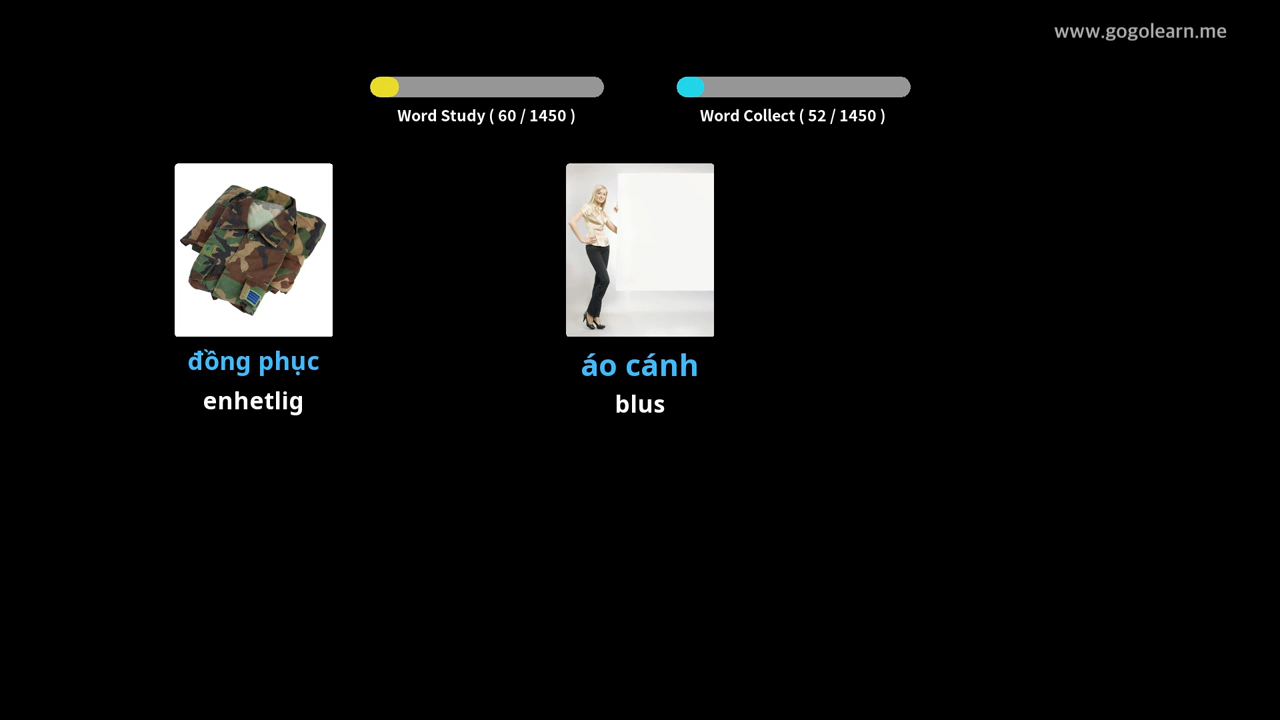 www.gogolearn.me
Word Study ( 60 / 1450 )
Word Collect ( 52 / 1450 )
đồng phục
enhetlig
áo cánh
blus